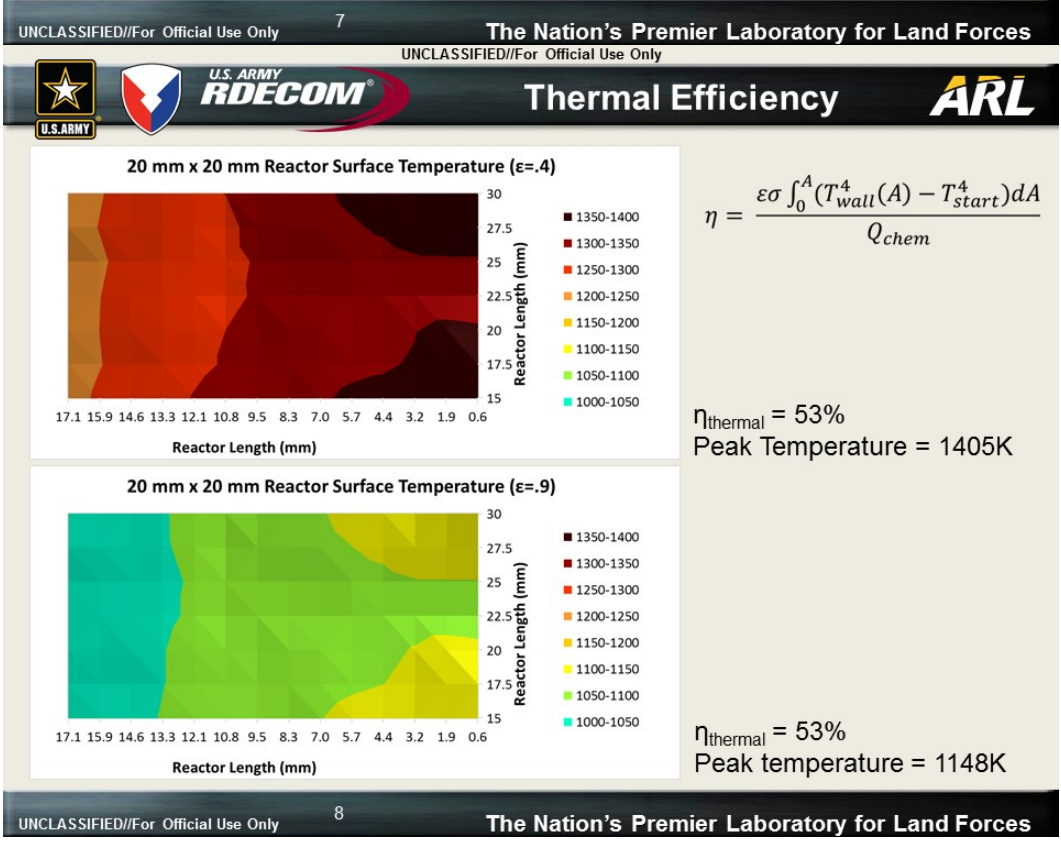 UNCLASSIFIED//For Official Use Only
7
The Nation's Premier Laboratory for Land Forces
UNCLASSIFIED//For Official Use Only
U.S.ARMY
U.S. ARMY
RDECOM®
Thermal Efficiency
ARL
20 mm x 20 mm Reactor Surface Temperature (ε=.4)
30
27.5
25
22.5
20
17.5
15
Reactor Length (mm)
17.1 15.9 14.6 13.3 12.1 10.8 9.5 8.3 7.0 5.7 4.4 3.2 1.9 0.6
Reactor Length (mm)
1350-1400
1300-1350
1250-1300
1200-1250
1150-1200
1100-1150
1050-1100
1000-1050
η = εσ ∫₀ᴬ(T⁴wall(A) − T⁴start)dA
Qchem
ηthermal = 53%
Peak Temperature = 1405K
20 mm x 20 mm Reactor Surface Temperature (ε=.9)
30
27.5
25
22.5
20
17.5
15
Reactor Length (mm)
17.1 15.9 14.6 13.3 12.1 10.8 9.5 8.3 7.0 5.7 4.4 3.2 1.9 0.6
Reactor Length (mm)
1350-1400
1300-1350
1250-1300
1200-1250
1150-1200
1100-1150
1050-1100
1000-1050
ηthermal = 53%
Peak temperature = 1148K
UNCLASSIFIED//For Official Use Only
8
The Nation's Premier Laboratory for Land Forces